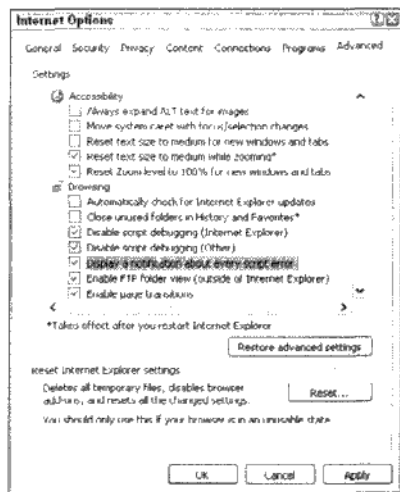 Internet Options
General Security Privacy Content Connections Programs Advanced
Settings
Accessibility
Always expand ALT text for images
Move system caret with focus/selection changes
Reset text size to medium for new windows and tabs
Reset text size to medium while zooming*
Reset Zoom level to 100% for new windows and tabs
Browsing
Automatically check for Internet Explorer updates
Close unused folders in History and Favorites*
Disable script debugging (Internet Explorer)
Disable script debugging (Other)
Display a notification about every script error
Enable FTP folder view (outside of Internet Explorer)
Enable page transitions
*Takes effect after you restart Internet Explorer
Restore advanced settings
Reset Internet Explorer settings
Deletes all temporary files, disables browser
add-ons, and resets all the changed settings.
Reset...
You should only use this if your browser is in an unusable state.
OK Cancel Apply